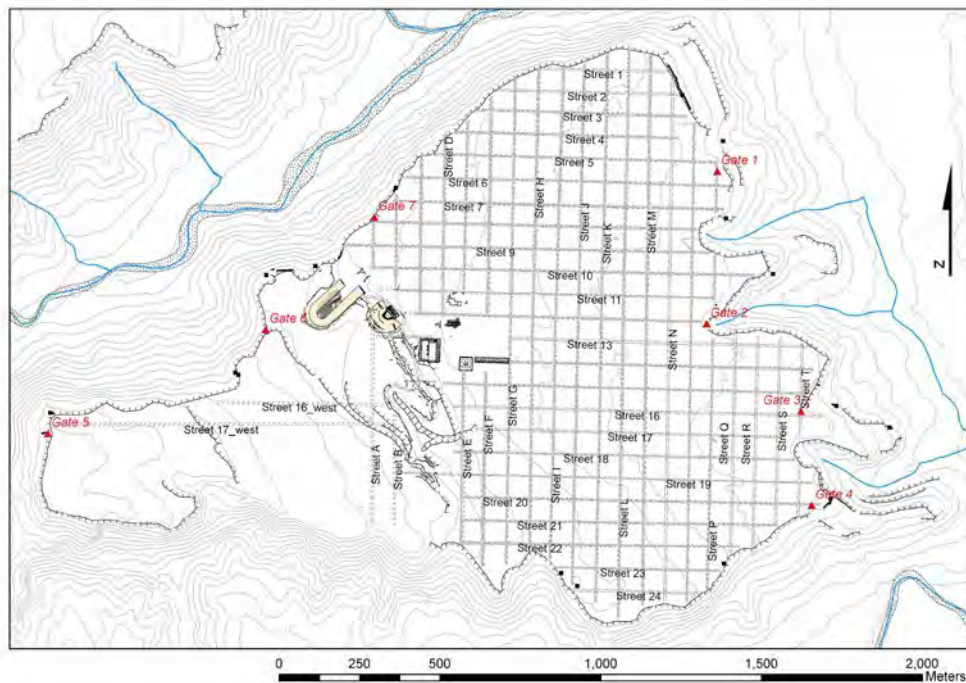 Street 1
Street 2
Street 3
Street 4
Street 5
Gate 1
Street D
Street 6
Street H
Street 7
Gate 7
Street J
Street M
Street K
Street 9
Street 10
Street 11
N
Gate 2
Gate 6
Street 13
Street N
Street T
Gate 3
Street G
Street 16_west
Street 16
Gate 5
Street 17_west
Street F
Street 17
Street Q
Street R
Street S
Street A
Street B
Street E
Street 18
Street I
Street 19
Gate 4
Street 20
Street L
Street 21
Street P
Street 22
Street 23
Street 24
0 250 500 1,000 1,500 2,000
Meters